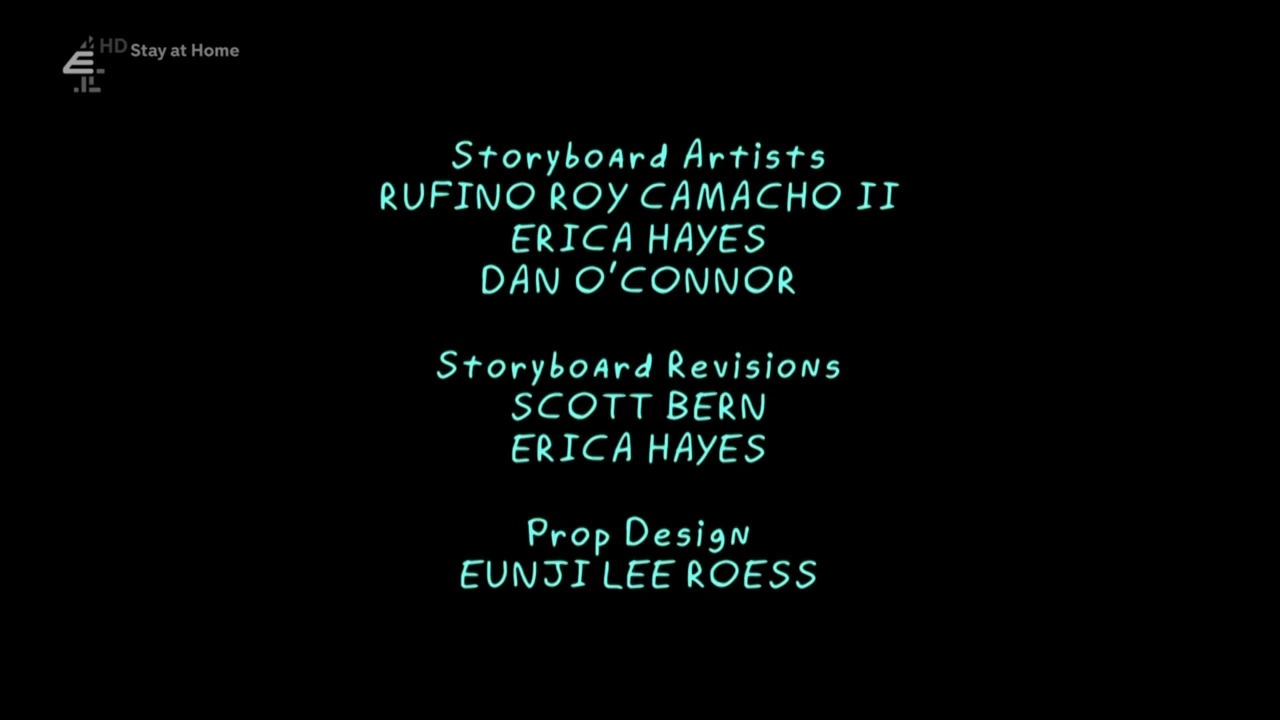 HD Stay at Home
Storyboard Artists
RUFINO ROY CAMACHO II
ERICA HAYES
DAN O'CONNOR
Storyboard Revisions
SCOTT BERN
ERICA HAYES
Prop Design
EUNJI LEE ROESS